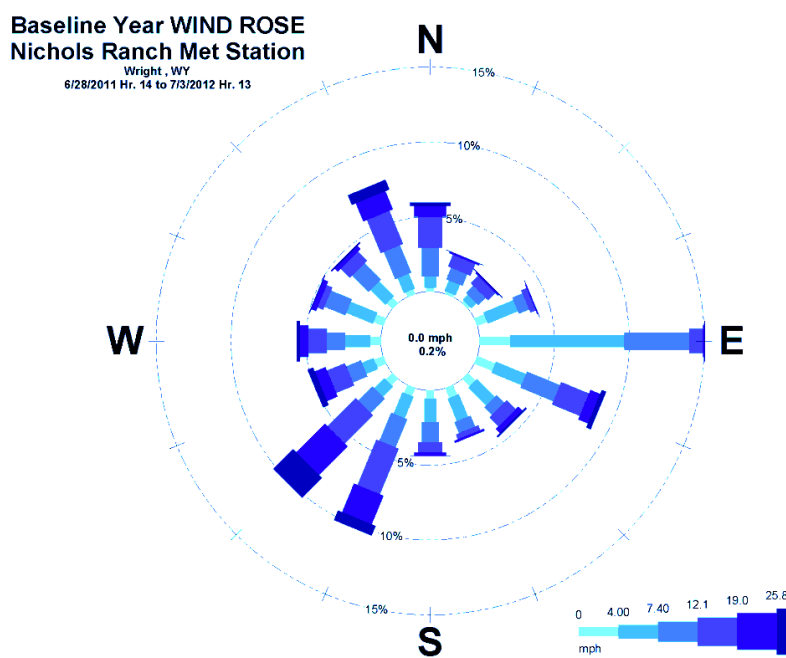 Baseline Year WIND ROSE
Nichols Ranch Met Station
Wright , WY
6/28/2011 Hr. 14 to 7/3/2012 Hr. 13
N
15%
10%
5%
W
0.0 mph
0.2%
E
5%
10%
15%
S
0 4.00 7.40 12.1 19.0 25.8
mph